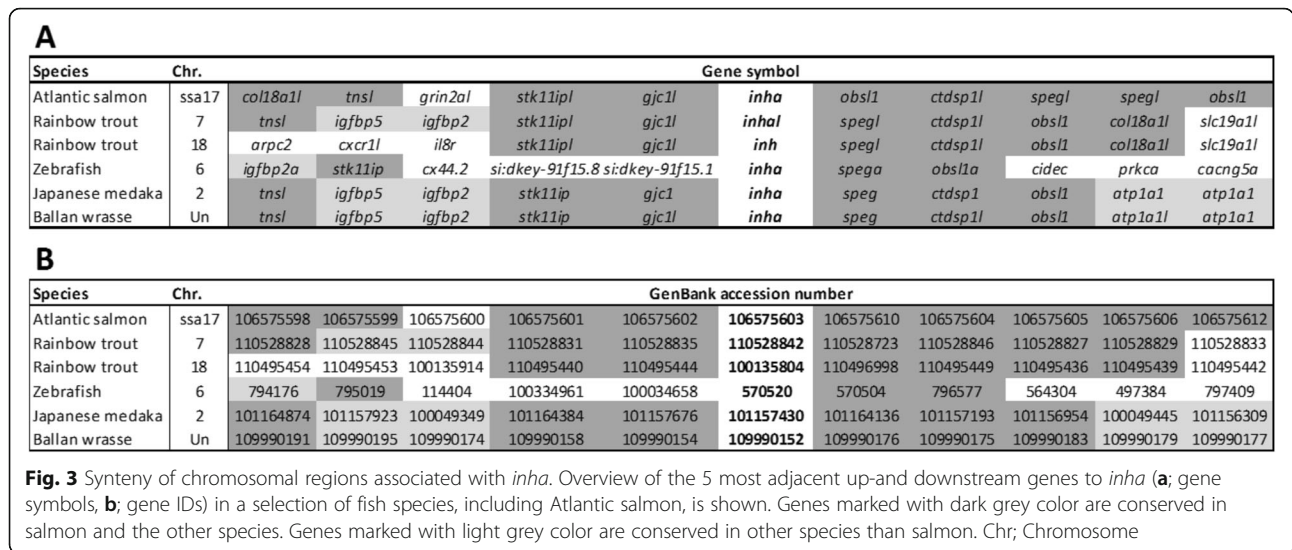 A
Species Chr. Gene symbol
Atlantic salmon ssa17 col18a1l tnsl grin2al stk11ipl gjc1l inha obsl1 ctdsp1l spegl spegl obsl1
Rainbow trout 7 tnsl igfbp5 igfbp2 stk11ipl gjc1l inhal spegl ctdsp1l obsl1 col18a1l slc19a1l
Rainbow trout 18 arpc2 cxcr1l il8r stk11ipl gjc1l inh spegl ctdsp1l obsl1 col18a1l slc19a1l
Zebrafish 6 igfbp2a stk11ip cx44.2 si:dkey-91f15.8 si:dkey-91f15.1 inha spega obsl1a cidec prkca cacng5a
Japanese medaka 2 tnsl igfbp5 igfbp2 stk11ip gjc1 inha speg ctdsp1 obsl1 atp1a1 atp1a1
Ballan wrasse Un tnsl igfbp5 igfbp2 stk11ip gjc1l inha speg ctdsp1l obsl1 atp1a1l atp1a1
B
Species Chr. GenBank accession number
Atlantic salmon ssa17 106575598 106575599 106575600 106575601 106575602 106575603 106575610 106575604 106575605 106575606 106575612
Rainbow trout 7 110528828 110528845 110528844 110528831 110528835 110528842 110528723 110528846 110528827 110528829 110528833
Rainbow trout 18 110495454 110495453 100135914 110495440 110495444 100135804 110496998 110495449 110495436 110495439 110495442
Zebrafish 6 794176 795019 114404 100334961 100034658 570520 570504 796577 564304 497384 797409
Japanese medaka 2 101164874 101157923 100049349 101164384 101157676 101157430 101164136 101157193 101156954 100049445 101156309
Ballan wrasse Un 109990191 109990195 109990174 109990158 109990154 109990152 109990176 109990175 109990183 109990179 109990177
Fig. 3 Synteny of chromosomal regions associated with inha. Overview of the 5 most adjacent up-and downstream genes to inha (a; gene
symbols, b; gene IDs) in a selection of fish species, including Atlantic salmon, is shown. Genes marked with dark grey color are conserved in
salmon and the other species. Genes marked with light grey color are conserved in other species than salmon. Chr; Chromosome